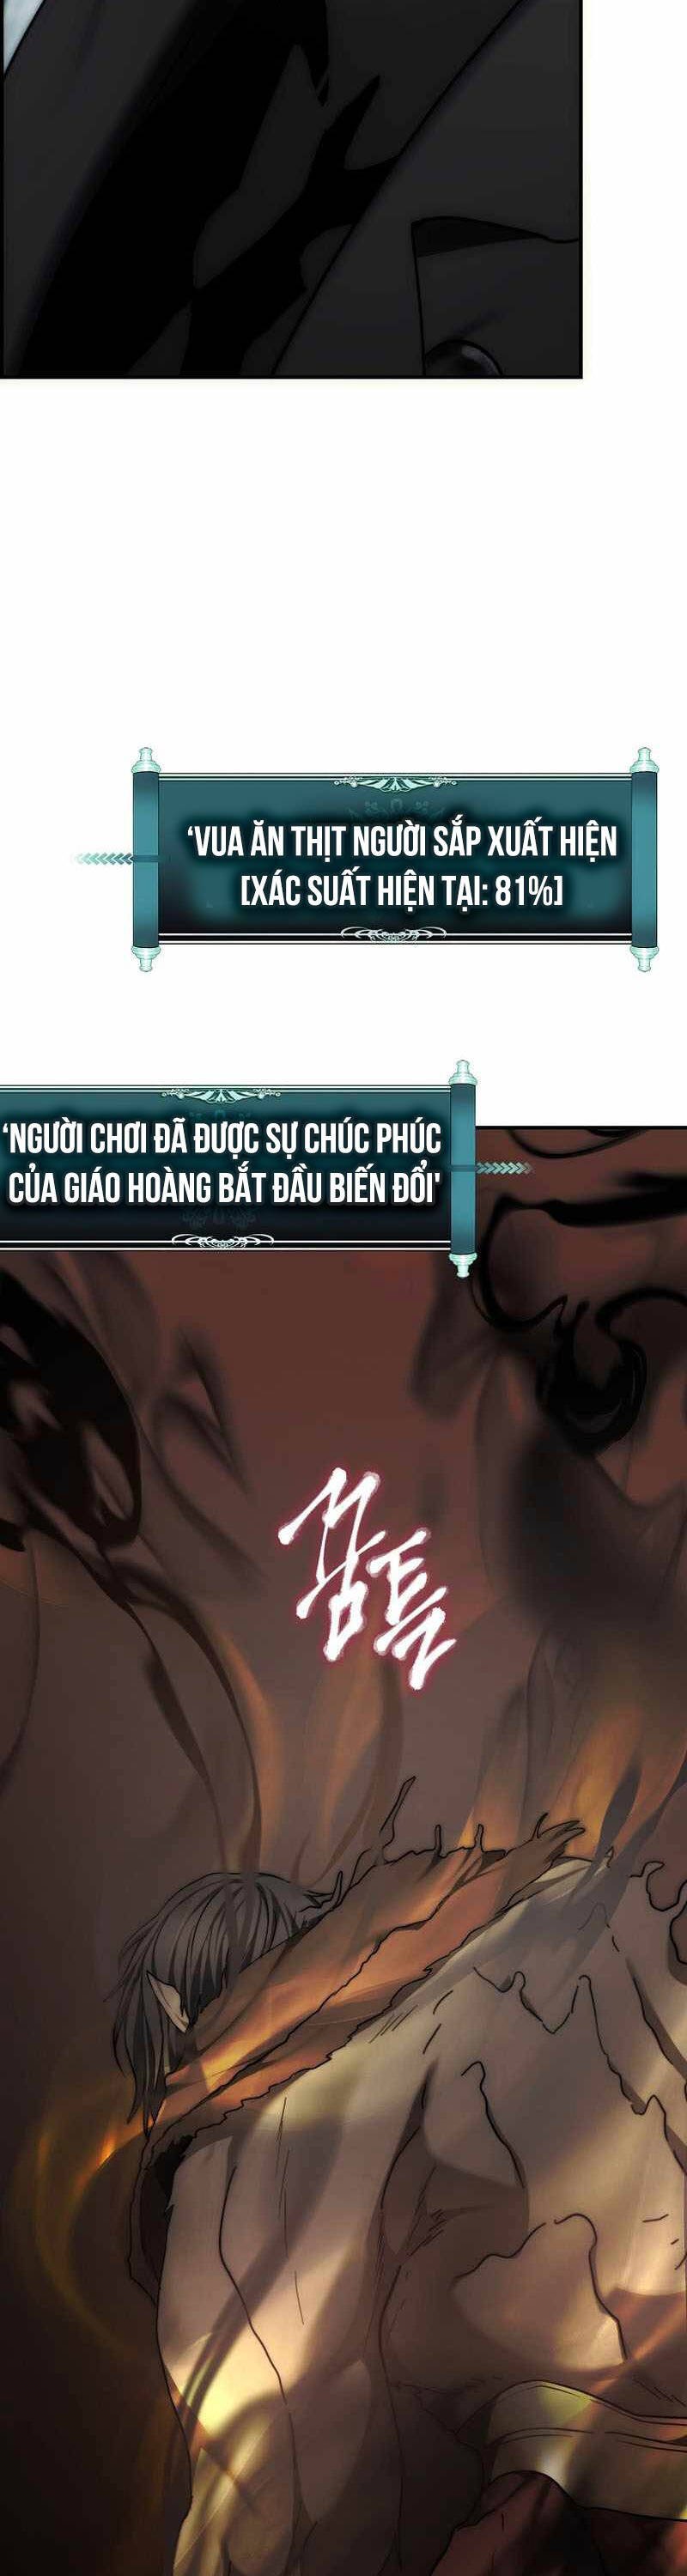 ‘VUA ĂN THỊT NGƯỜI SẮP XUẤT HIỆN
[XÁC SUẤT HIỆN TẠI: 81%]
‘NGƯỜI CHƠI ĐÃ ĐƯỢC SỰ CHÚC PHÚC
CỦA GIÁO HOÀNG BẮT ĐẦU BIẾN ĐỔI'
꿈틀